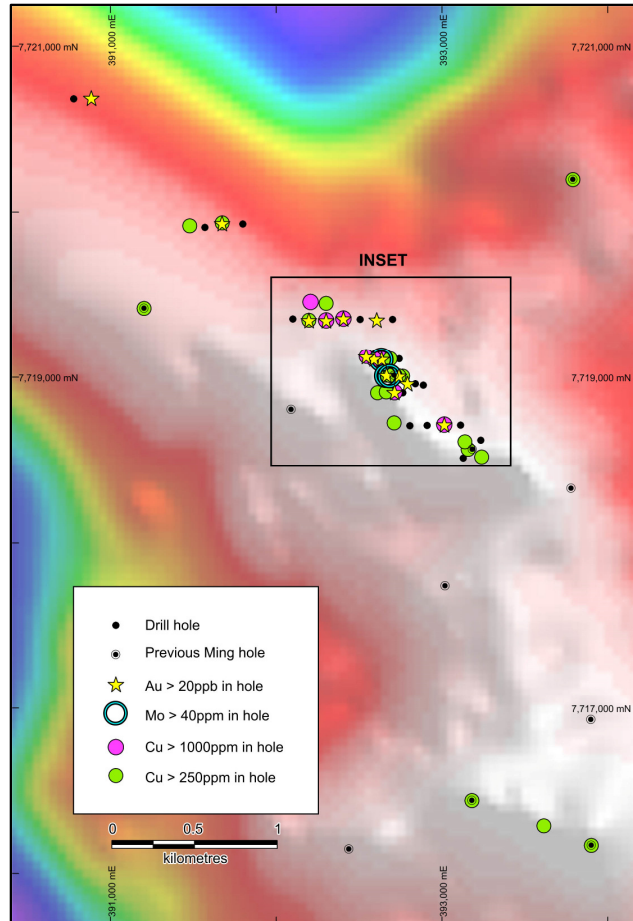 391,000 mE
393,000 mE
7,721,000 mN
7,721,000 mN
INSET
7,719,000 mN
7,719,000 mN
Drill hole
Previous Ming hole
Au > 20ppb in hole
Mo > 40ppm in hole
Cu > 1000ppm in hole
Cu > 250ppm in hole
0 0.5 1
kilometres
7,717,000 mN
391,000 mE
393,000 mE